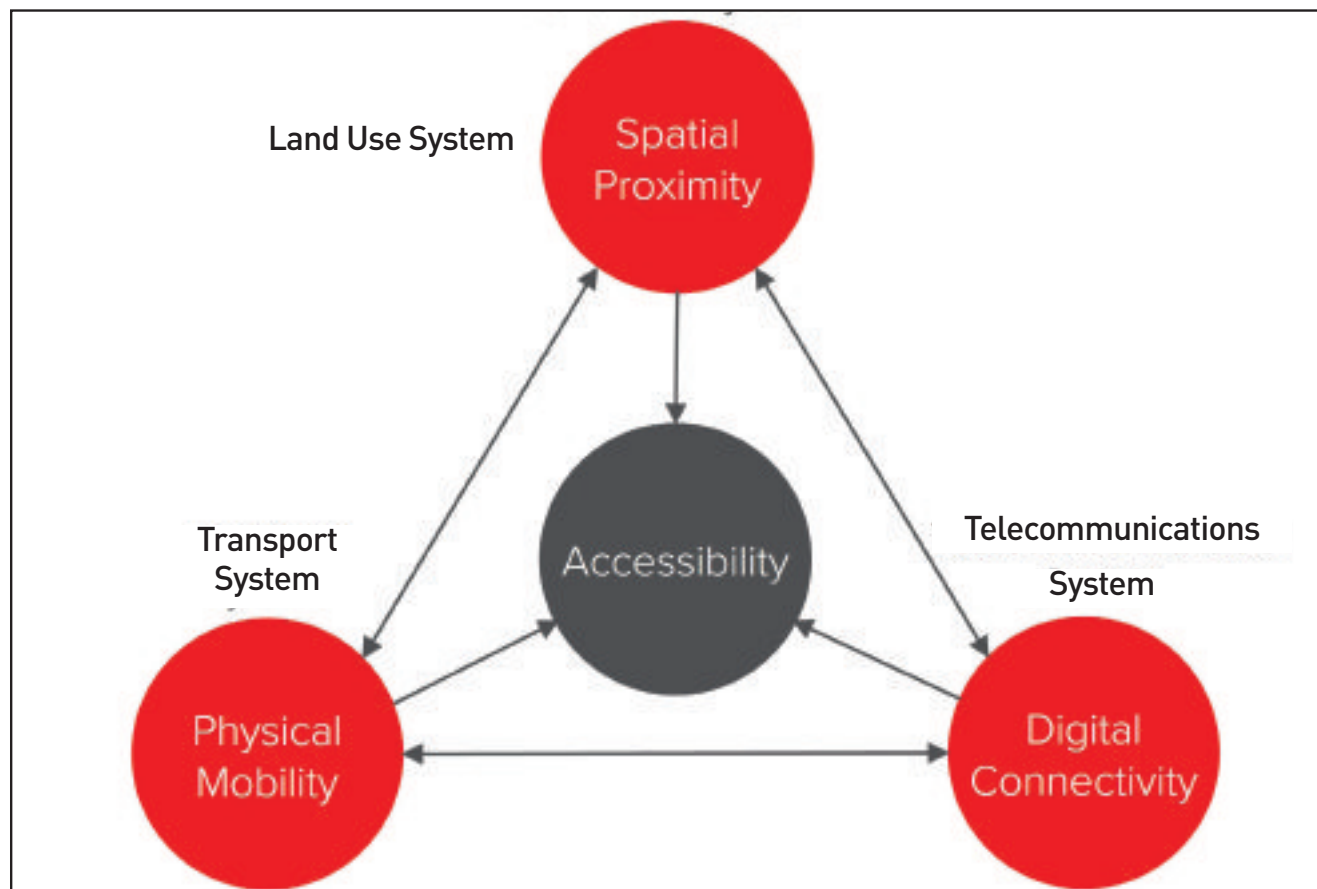 Land Use System
Spatial
Proximity
Accessibility
Transport
System
Telecommunications
System
Physical
Mobility
Digital
Connectivity